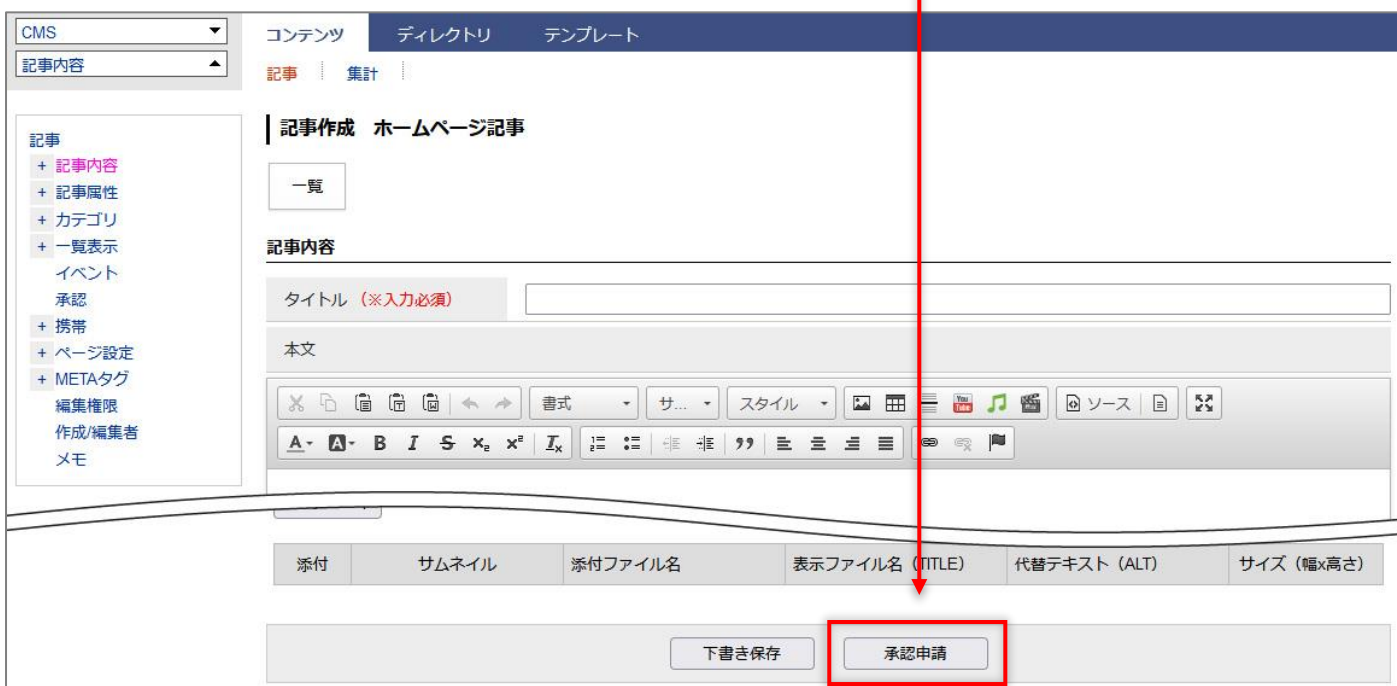 CMS
記事内容
コンテンツ ディレクトリ テンプレート
記事 集計
記事
+ 記事内容
+ 記事属性
+ カテゴリ
+ 一覧表示
イベント
承認
+ 携帯
+ ページ設定
+ METAタグ
編集権限
作成/編集者
メモ
記事作成 ホームページ記事
一覧
記事内容
タイトル (※入力必須)
本文
書式 サ... スタイル You Tube ソース
A A B I S x₂ x² Ix
添付 サムネイル 添付ファイル名 表示ファイル名 (TITLE) 代替テキスト (ALT) サイズ (幅x高さ)
下書き保存 承認申請